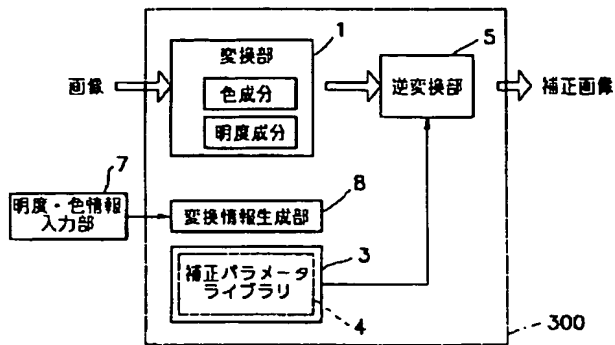 1
変換部
色成分
明度成分
5
逆変換部
画像
補正画像
7
明度・色情報
入力部
8
変換情報生成部
3
補正パラメータ
ライブラリ
4
300